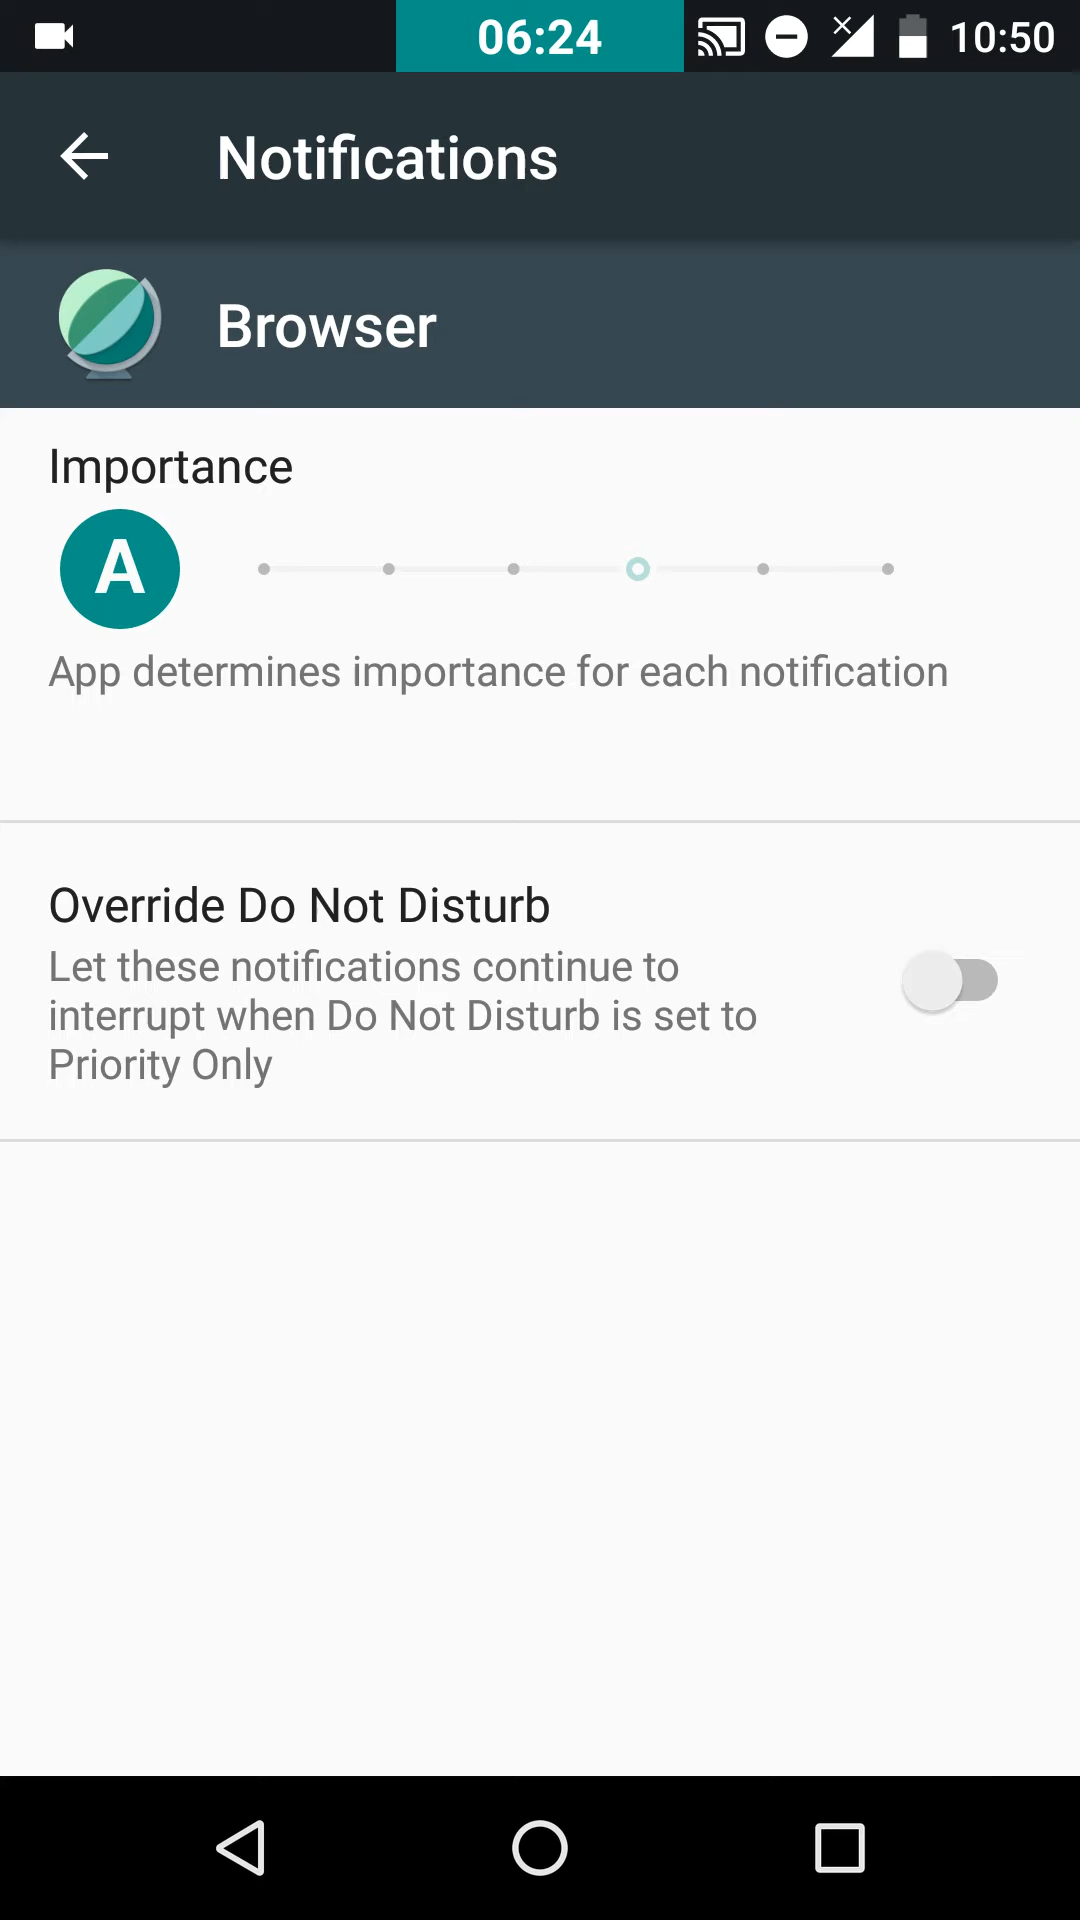 06:24 10:50
Notifications
Browser
Importance
A
App determines importance for each notification
Override Do Not Disturb
Let these notifications continue to
interrupt when Do Not Disturb is set to
Priority Only